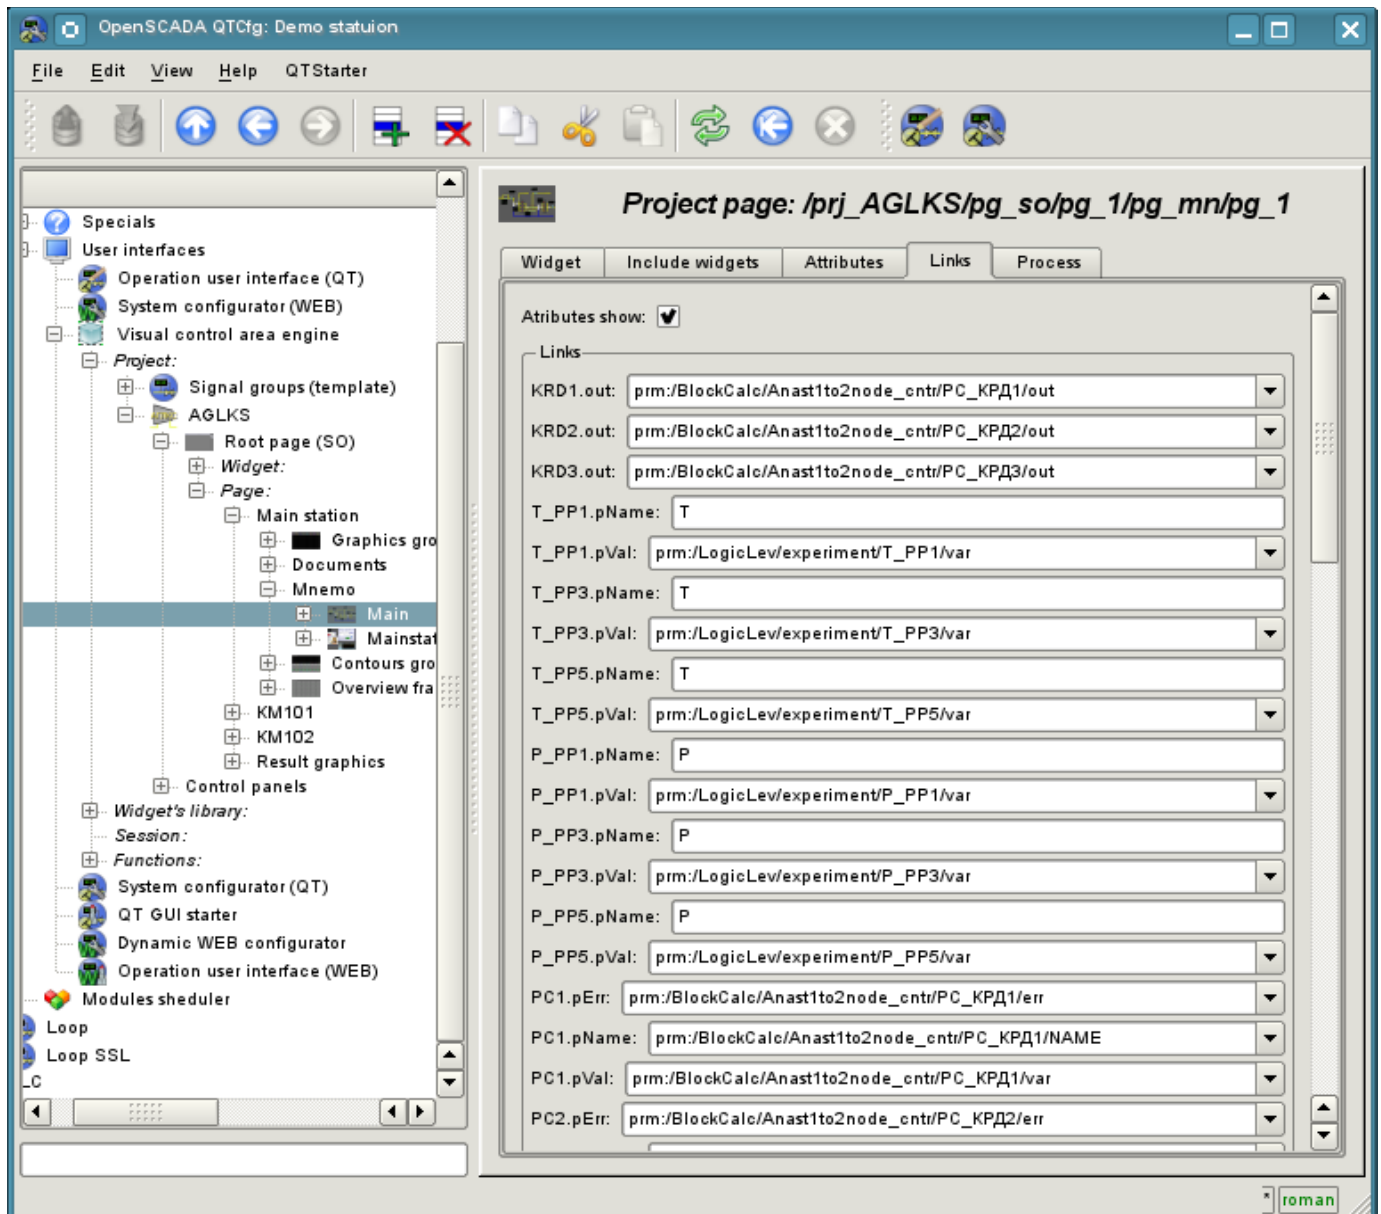 OpenSCADA QTCfg: Demo statuion
File Edit View Help QTStarter
Specials
User interfaces
Operation user interface (QT)
System configurator (WEB)
Visual control area engine
Project:
Signal groups (template)
AGLKS
Root page (SO)
Widget:
Page:
Main station
Graphics gro
Documents
Mnemo
Main
Mainstat
Contours gro
Overview fra
KM101
KM102
Result graphics
Control panels
Widget's library:
Session:
Functions:
System configurator (QT)
QT GUI starter
Dynamic WEB configurator
Operation user interface (WEB)
Modules sheduler
Loop
Loop SSL
_C
Project page: /prj_AGLKS/pg_so/pg_1/pg_mn/pg_1
Widget Include widgets Attributes Links Process
Atributes show:
Links
KRD1.out: prm:/BlockCalc/Anast1to2node_cntr/PC_КРД1/out
KRD2.out: prm:/BlockCalc/Anast1to2node_cntr/PC_КРД2/out
KRD3.out: prm:/BlockCalc/Anast1to2node_cntr/PC_КРД3/out
T_PP1.pName: T
T_PP1.pVal: prm:/LogicLev/experiment/T_PP1/var
T_PP3.pName: T
T_PP3.pVal: prm:/LogicLev/experiment/T_PP3/var
T_PP5.pName: T
T_PP5.pVal: prm:/LogicLev/experiment/T_PP5/var
P_PP1.pName: P
P_PP1.pVal: prm:/LogicLev/experiment/P_PP1/var
P_PP3.pName: P
P_PP3.pVal: prm:/LogicLev/experiment/P_PP3/var
P_PP5.pName: P
P_PP5.pVal: prm:/LogicLev/experiment/P_PP5/var
PC1.pErr: prm:/BlockCalc/Anast1to2node_cntr/PC_КРД1/err
PC1.pName: prm:/BlockCalc/Anast1to2node_cntr/PC_КРД1/NAME
PC1.pVal: prm:/BlockCalc/Anast1to2node_cntr/PC_КРД1/var
PC2.pErr: prm:/BlockCalc/Anast1to2node_cntr/PC_КРД2/err
* roman